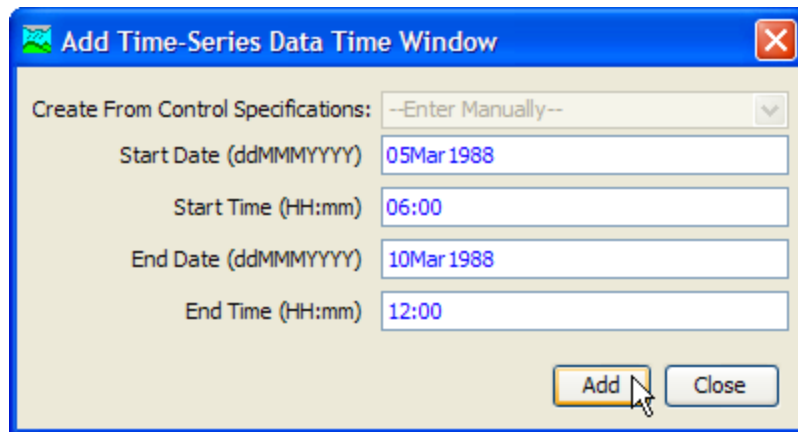 Add Time-Series Data Time Window
Create From Control Specifications: --Enter Manually--
Start Date (ddMMMYYYY) 05Mar1988
Start Time (HH:mm) 06:00
End Date (ddMMMYYYY) 10Mar1988
End Time (HH:mm) 12:00
Add Close